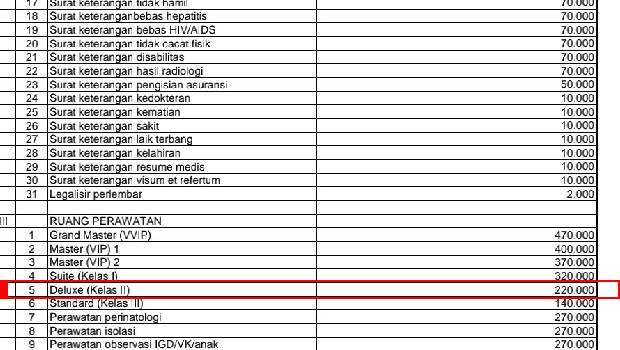 17 Surat keterangan tidak hamil 70.000
18 Surat keteranganbebas hepatitis 70.000
19 Surat keterangan bebas HIV/AIDS 70.000
20 Surat keterangan tidak cacat fisik 70.000
21 Surat keterangan disabilitas 70.000
22 Surat keterangan hasil radiologi 70.000
23 Surat keterangan pengisian asuransi 50.000
24 Surat keterangan kedokteran 10.000
25 Surat keterangan kematian 10.000
26 Surat keterangan sakit 10.000
27 Surat keterangan laik terbang 10.000
28 Surat keterangan kelahiran 10.000
29 Surat keterangan resume medis 10.000
30 Surat keterangan visum et refertum 10.000
31 Legalisir perlembar 2.000
III RUANG PERAWATAN
1 Grand Master (VVIP) 470.000
2 Master (VIP) 1 400.000
3 Master (VIP) 2 370.000
4 Suite (Kelas I) 320.000
5 Deluxe (Kelas II) 220.000
6 Standard (Kelas III) 140.000
7 Perawatan perinatologi 270.000
8 Perawatan isolasi 270.000
9 Perawatan observasi IGD/VK/anak 270.000